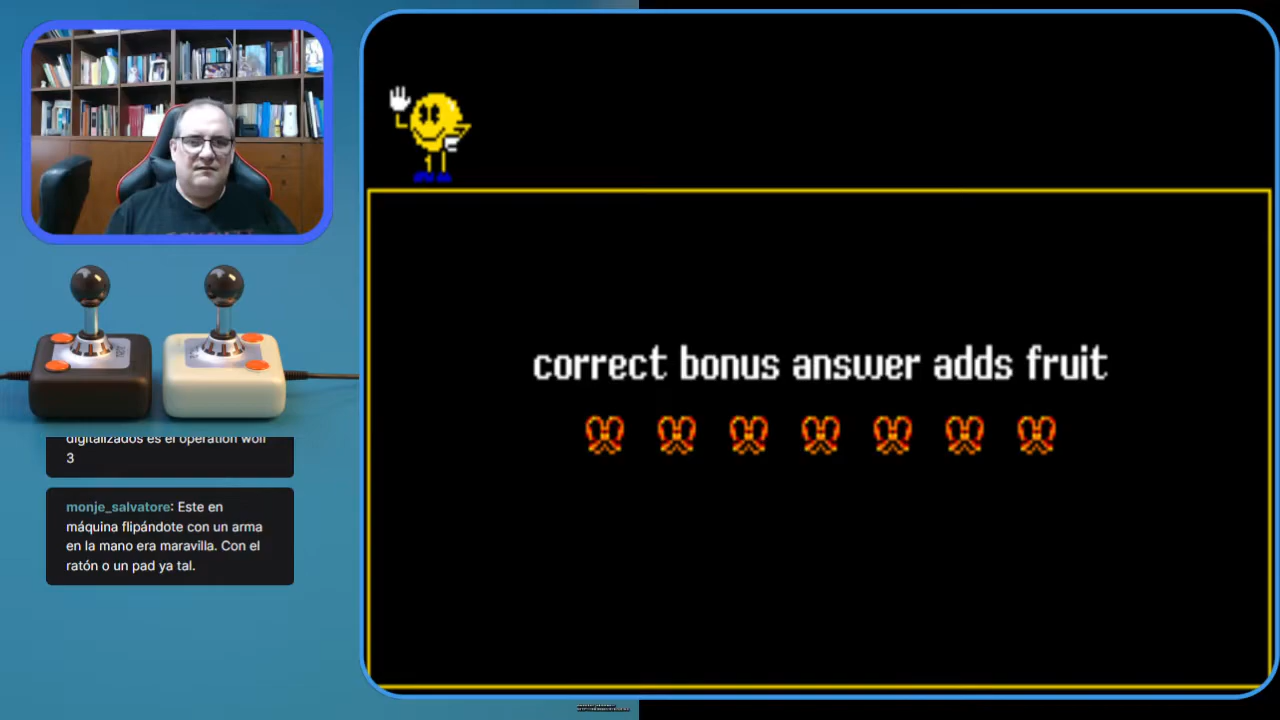 correct bonus answer adds fruit
digitalizados es el operation wolf
3
monje_salvatore: Este en
máquina flipándote con un arma
en la mano era maravilla. Con el
ratón o un pad ya tal.